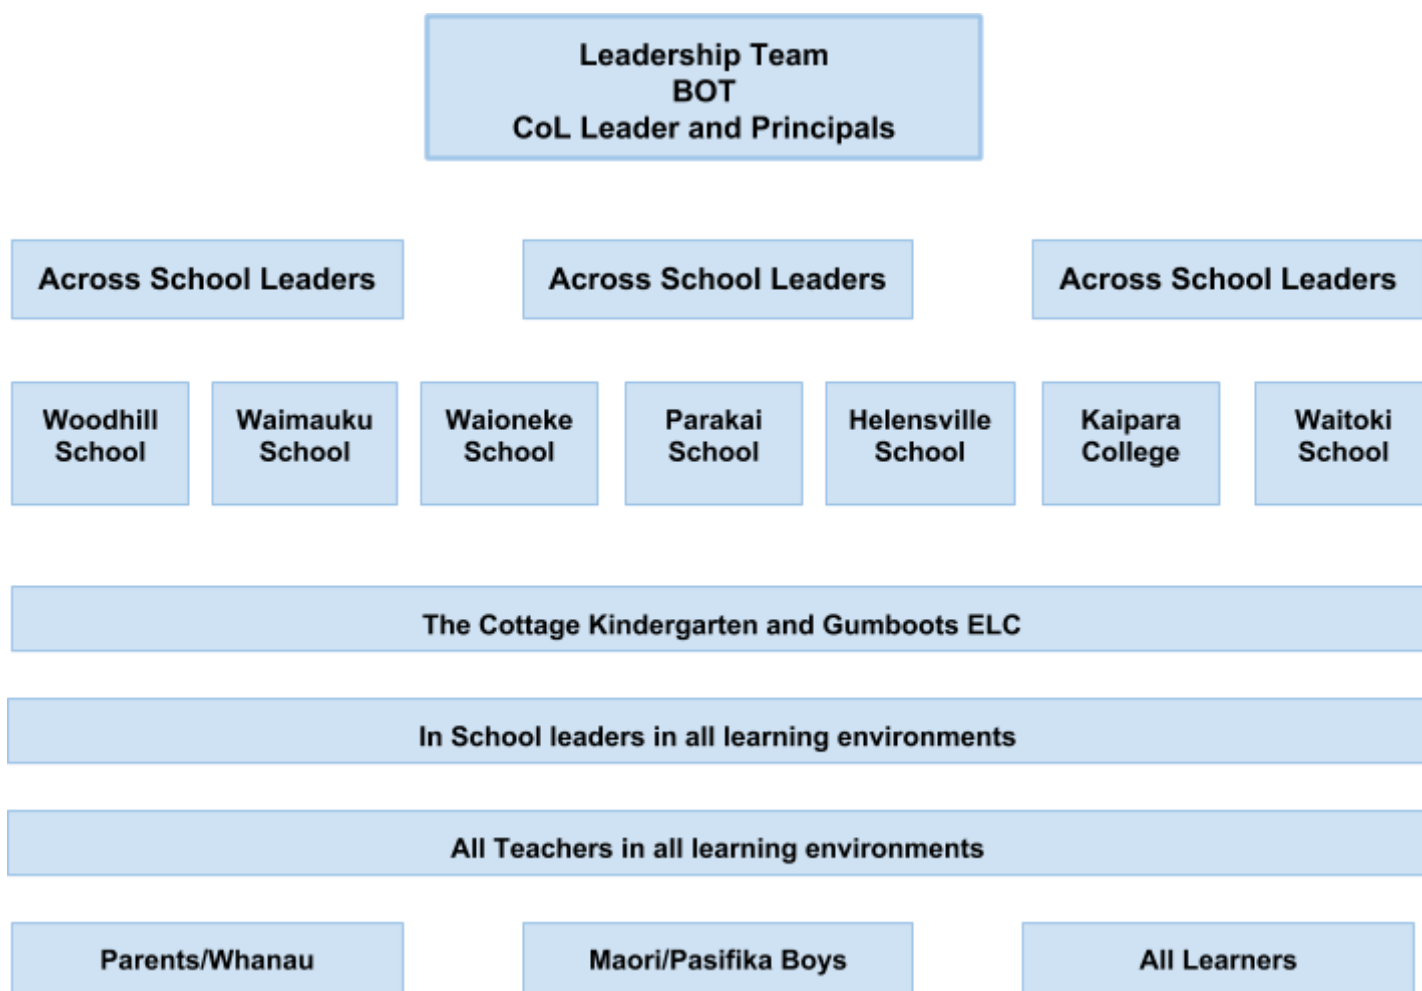 Leadership Team
BOT
CoL Leader and Principals
Across School Leaders
Across School Leaders
Across School Leaders
Woodhill
School
Waimauku
School
Waioneke
School
Parakai
School
Helensville
School
Kaipara
College
Waitoki
School
The Cottage Kindergarten and Gumboots ELC
In School leaders in all learning environments
All Teachers in all learning environments
Parents/Whanau
Maori/Pasifika Boys
All Learners